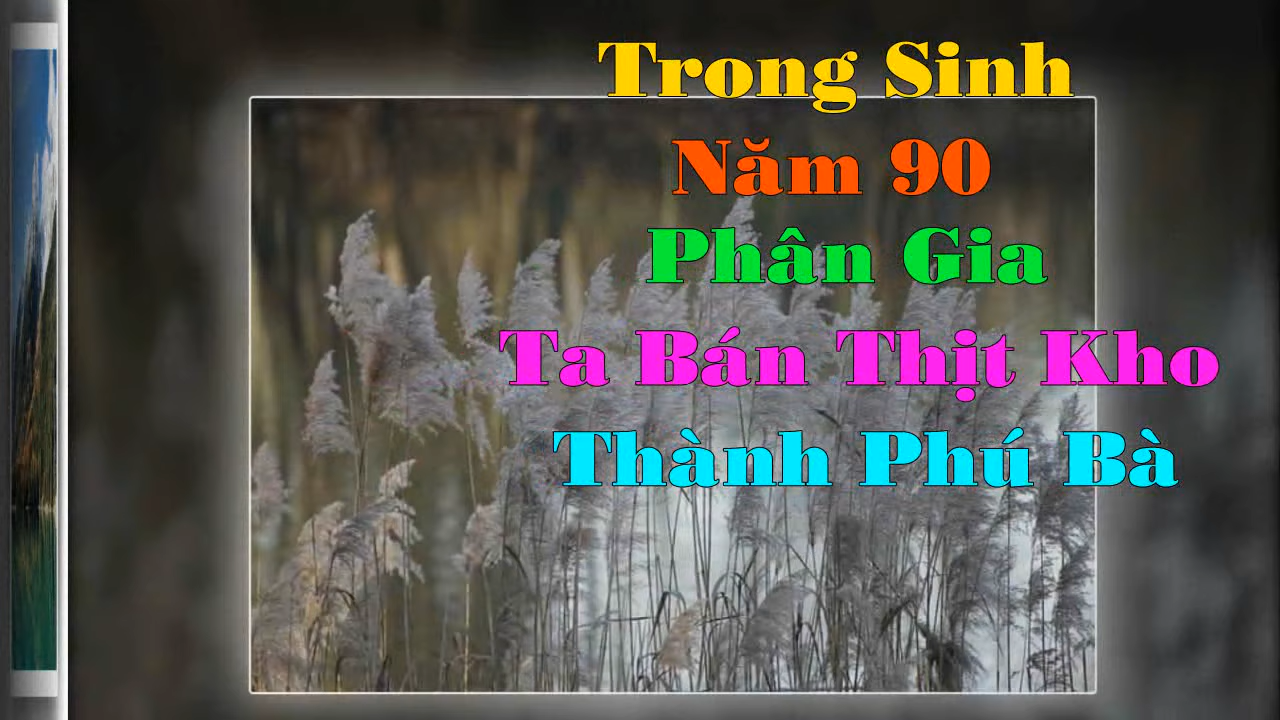 Trong Sinh
Năm 90
Phân Gia
Ta Bán Thịt Kho
Thành Phú Bà